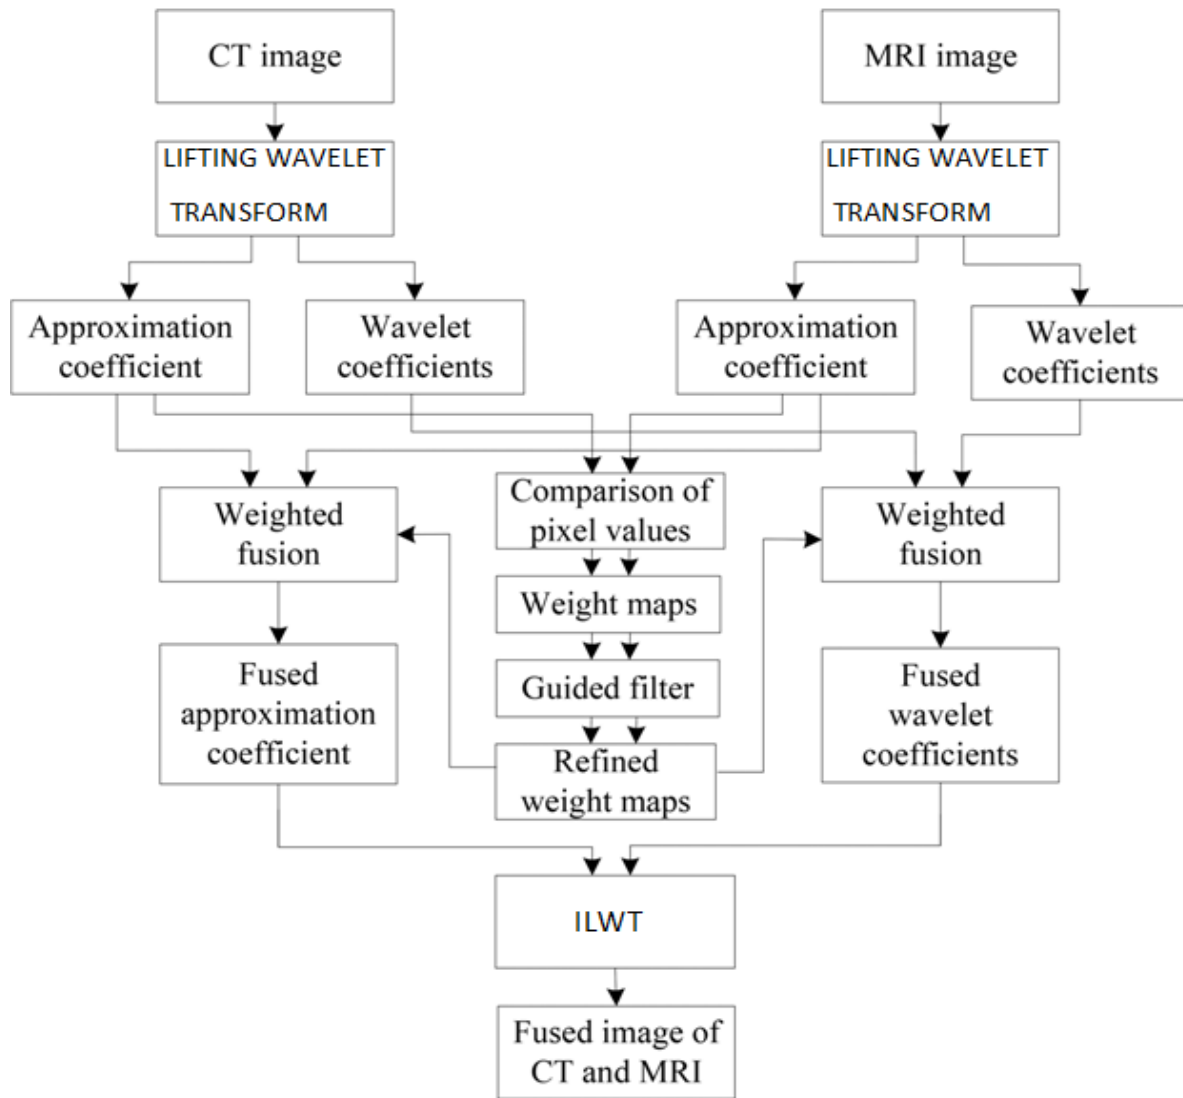 CT image
MRI image
LIFTING WAVELET
TRANSFORM
LIFTING WAVELET
TRANSFORM
Approximation
coefficient
Wavelet
coefficients
Approximation
coefficient
Wavelet
coefficients
Weighted
fusion
Comparison of
pixel values
Weighted
fusion
Weight maps
Guided filter
Fused
approximation
coefficient
Refined
weight maps
Fused
wavelet
coefficients
ILWT
Fused image of
CT and MRI